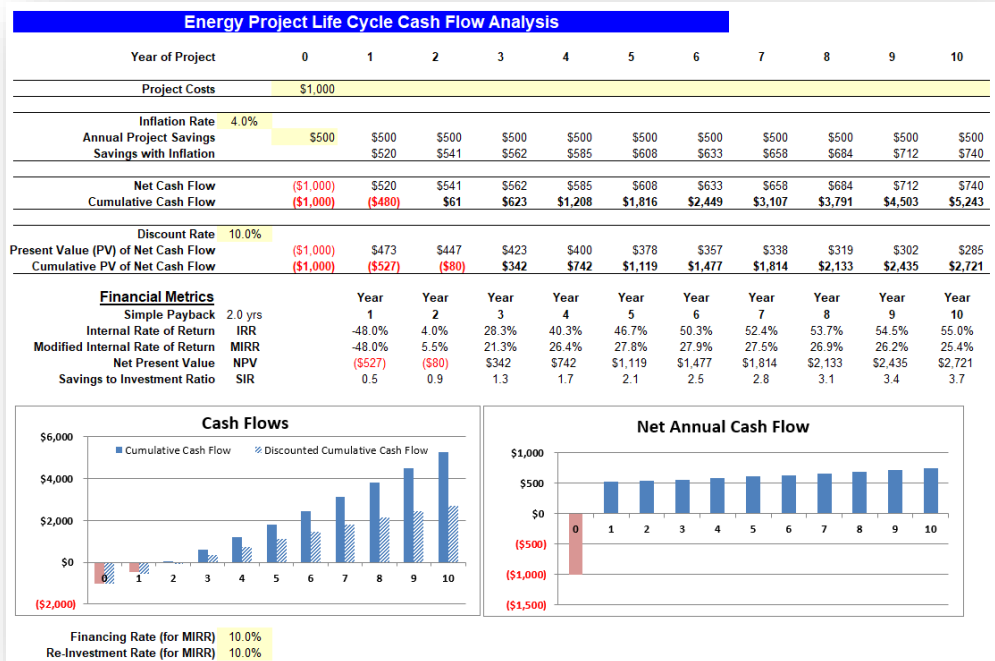 Energy Project Life Cycle Cash Flow Analysis
Year of Project 0 1 2 3 4 5 6 7 8 9 10
Project Costs $1,000
Inflation Rate 4.0%
Annual Project Savings $500 $500 $500 $500 $500 $500 $500 $500 $500 $500 $500
Savings with Inflation $520 $541 $562 $585 $608 $633 $658 $684 $712 $740
Net Cash Flow ($1,000) $520 $541 $562 $585 $608 $633 $658 $684 $712 $740
Cumulative Cash Flow ($1,000) ($480) $61 $623 $1,208 $1,816 $2,449 $3,107 $3,791 $4,503 $5,243
Discount Rate 10.0%
Present Value (PV) of Net Cash Flow ($1,000) $473 $447 $423 $400 $378 $357 $338 $319 $302 $285
Cumulative PV of Net Cash Flow ($1,000) ($527) ($80) $342 $742 $1,119 $1,477 $1,814 $2,133 $2,435 $2,721
Financial Metrics Year Year Year Year Year Year Year Year Year Year
Simple Payback 2.0 yrs 1 2 3 4 5 6 7 8 9 10
Internal Rate of Return IRR -48.0% 4.0% 28.3% 40.3% 46.7% 50.3% 52.4% 53.7% 54.5% 55.0%
Modified Internal Rate of Return MIRR -48.0% 5.5% 21.3% 26.4% 27.8% 27.9% 27.5% 26.9% 26.2% 25.4%
Net Present Value NPV ($527) ($80) $342 $742 $1,119 $1,477 $1,814 $2,133 $2,435 $2,721
Savings to Investment Ratio SIR 0.5 0.9 1.3 1.7 2.1 2.5 2.8 3.1 3.4 3.7
Cash Flows
Cumulative Cash Flow Discounted Cumulative Cash Flow
$6,000
$4,000
$2,000
$0
($2,000)
0 1 2 3 4 5 6 7 8 9 10
Net Annual Cash Flow
$1,000
$500
$0
($500)
($1,000)
($1,500)
0 1 2 3 4 5 6 7 8 9 10
Financing Rate (for MIRR) 10.0%
Re-Investment Rate (for MIRR) 10.0%